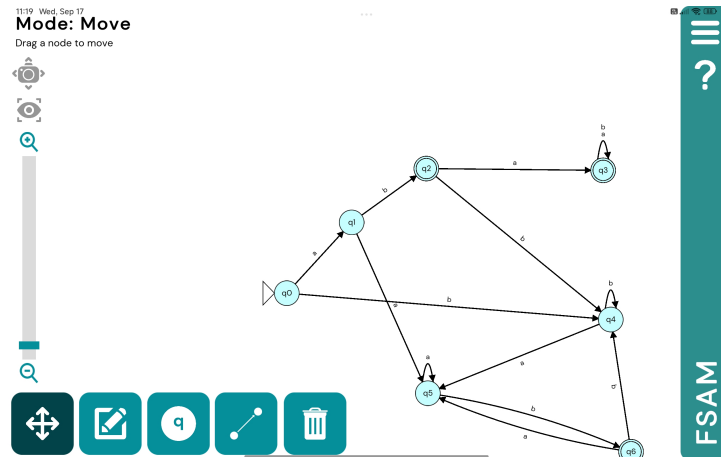 11:19 Wed, Sep 17
Mode: Move
Drag a node to move
?
b
a
q2
a
q3
b
q1
a
b
b
q0
b
a
q4
a
a
q5
b
b
a
q6
q
FSAM